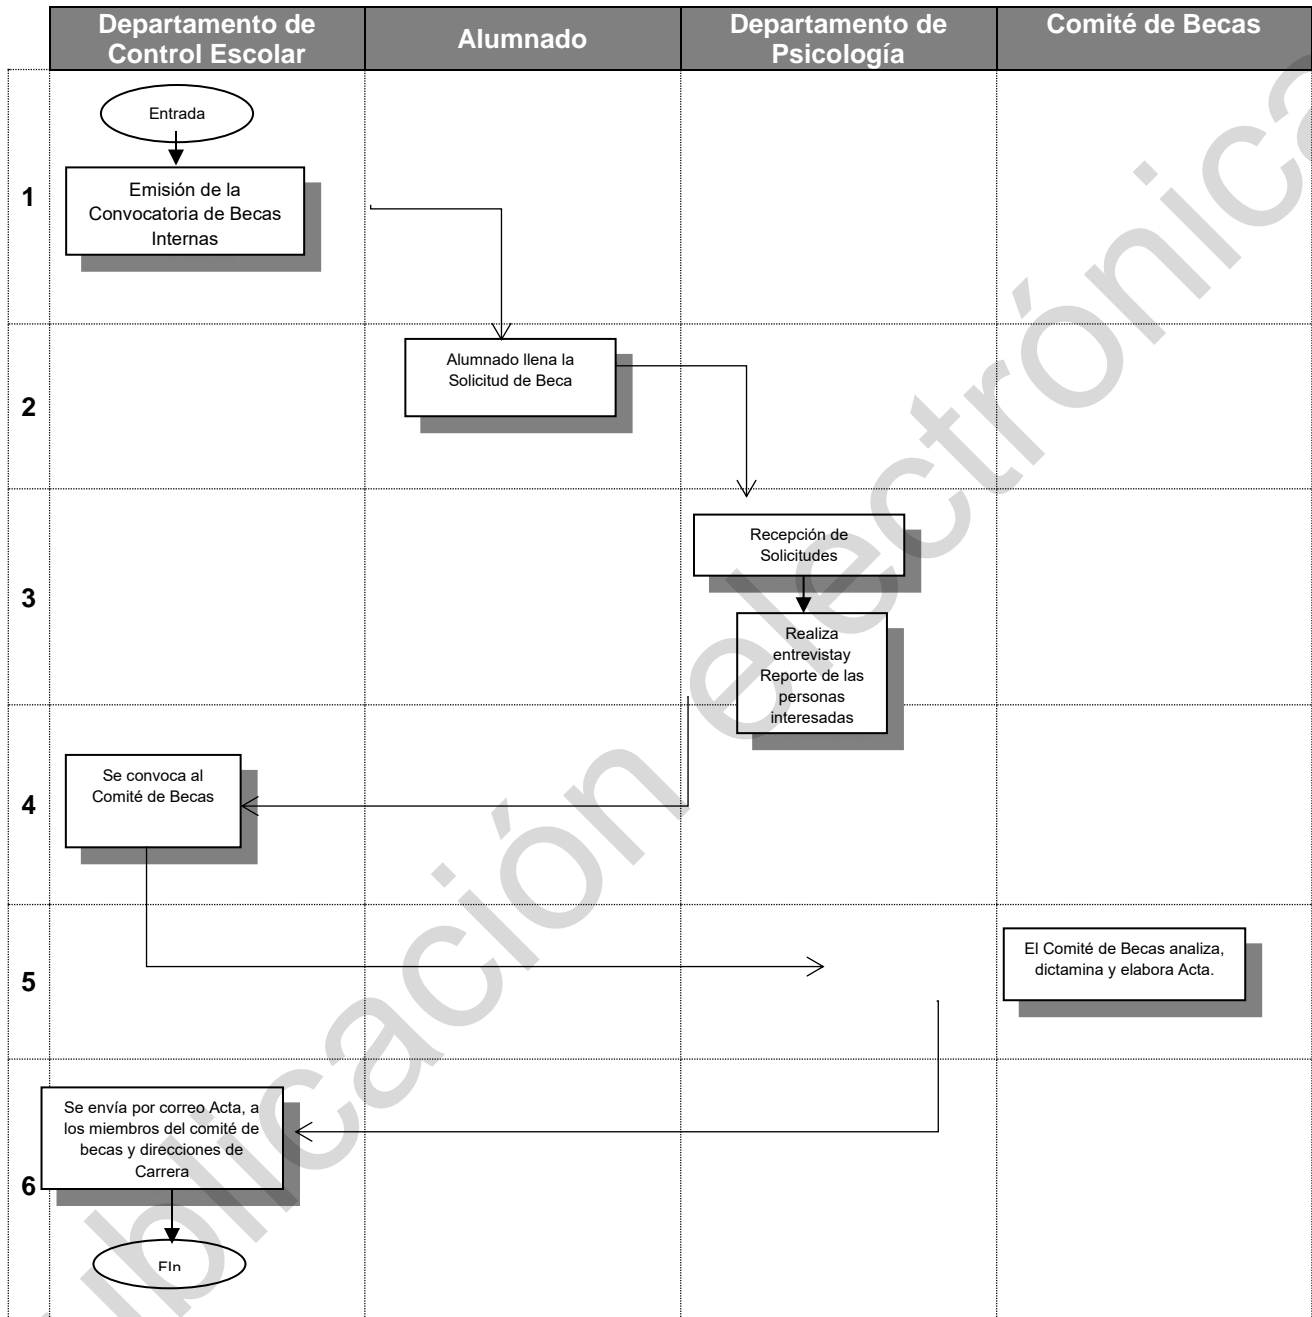 Departamento de
Control Escolar
Alumnado
Departamento de
Psicología
Comité de Becas
Entrada
1
Emisión de la
Convocatoria de Becas
Internas
2
Alumnado llena la
Solicitud de Beca
3
Recepción de
Solicitudes
Realiza
entrevistay
Reporte de las
personas
interesadas
4
Se convoca al
Comité de Becas
5
El Comité de Becas analiza,
dictamina y elabora Acta.
6
Se envía por correo Acta, a
los miembros del comité de
becas y direcciones de
Carrera
FIn
ublicación electrónica